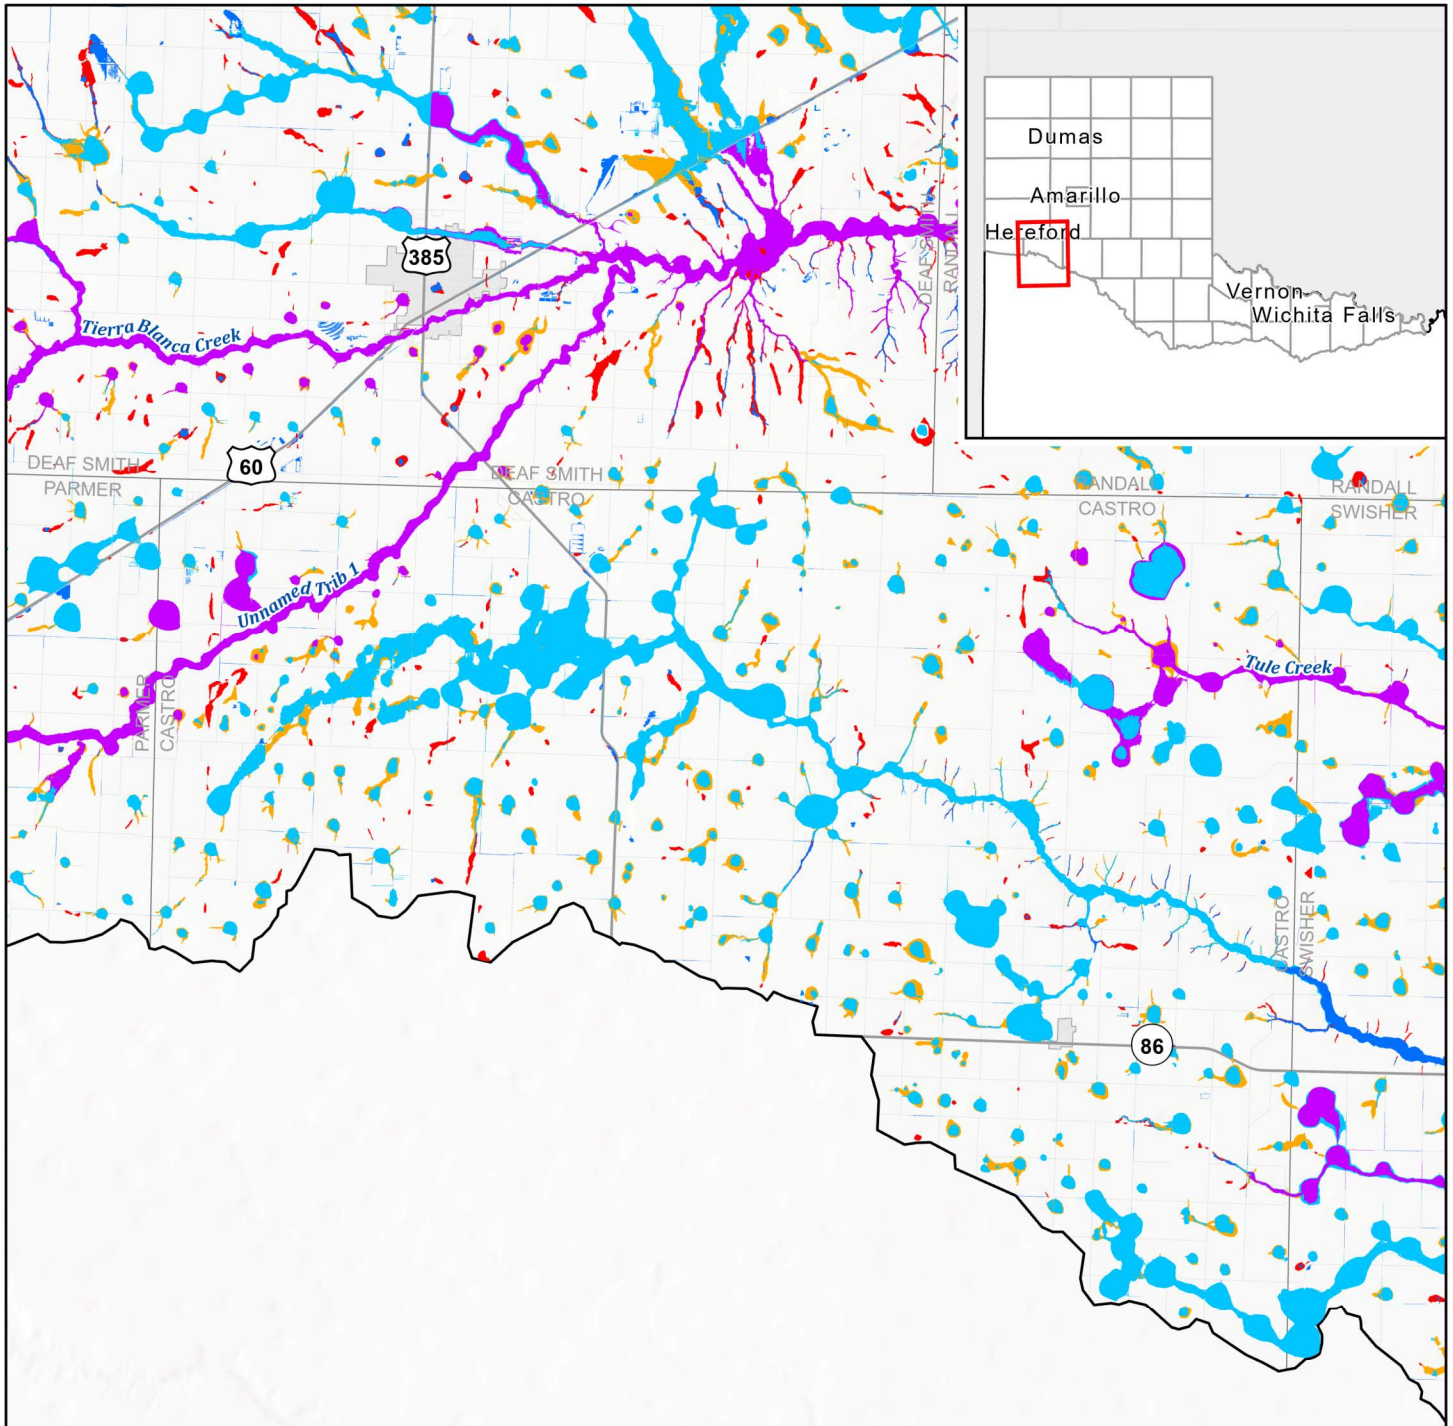 Dumas
Amarillo
Hereford
Vernon
Wichita Falls
DEAF SMITH
RANDALL
385
Tierra Blanca Creek
60
DEAF SMITH
PARMER
DEAF SMITH
CASTRO
RANDALL
CASTRO
RANDALL
SWISHER
Unnamed Trib 1
Tule Creek
PARMER
CASTRO
CASTRO
SWISHER
86